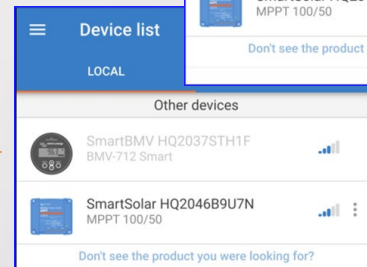 MPPT 100/50
Don't see the product
Device list
LOCAL
Other devices
SmartBMV HQ2037STH1F
BMV-712 Smart
SmartSolar HQ2046B9U7N
MPPT 100/50
Don't see the product you were looking for?